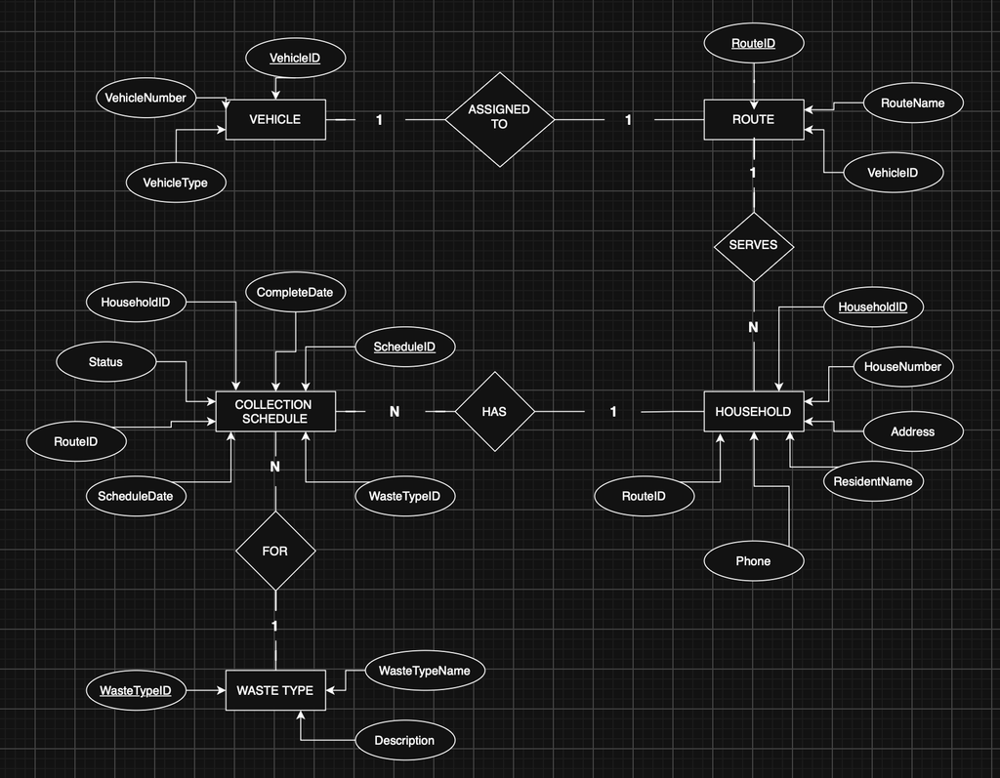 RouteID
VehicleID
VehicleNumber
RouteName
VEHICLE
1
ASSIGNED
TO
1
ROUTE
VehicleType
1
VehicleID
SERVES
HouseholdID
CompleteDate
HouseholdID
N
Status
ScheduleID
HouseNumber
COLLECTION
SCHEDULE
N
HAS
1
HOUSEHOLD
RouteID
Address
N
ScheduleDate
WasteTypeID
RouteID
ResidentName
FOR
Phone
1
WasteTypeID
WASTE TYPE
WasteTypeName
Description